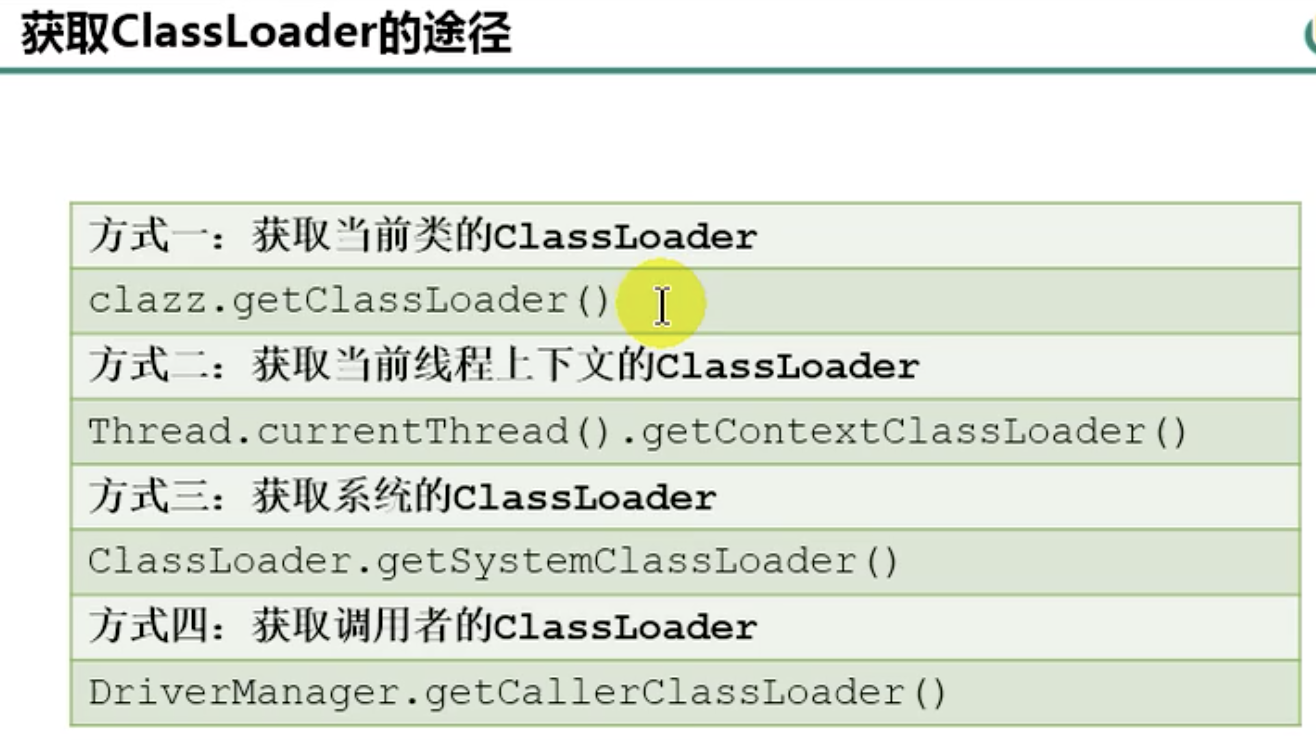 获取ClassLoader的途径
方式一：获取当前类的ClassLoader
clazz.getClassLoader()
方式二：获取当前线程上下文的ClassLoader
Thread.currentThread().getContextClassLoader()
方式三：获取系统的ClassLoader
ClassLoader.getSystemClassLoader()
方式四：获取调用者的ClassLoader
DriverManager.getCallerClassLoader()